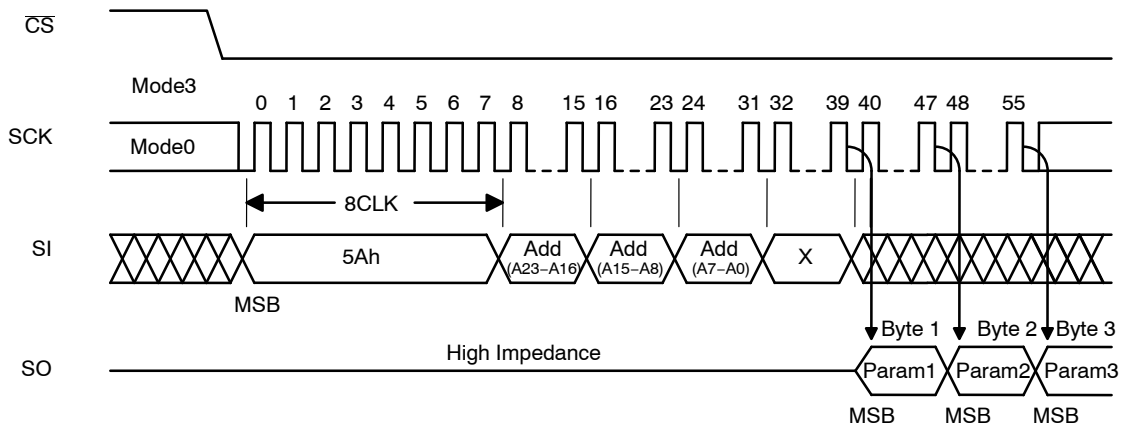 CS
Mode3
0 1 2 3 4 5 6 7 8 15 16 23 24 31 32 39 40 47 48 55
SCK
Mode0
8CLK
SI
5Ah
Add
(A23−A16)
Add
(A15−A8)
Add
(A7−A0)
X
MSB
Byte 1 Byte 2 Byte 3
High Impedance
SO
Param1 Param2 Param3
MSB MSB MSB